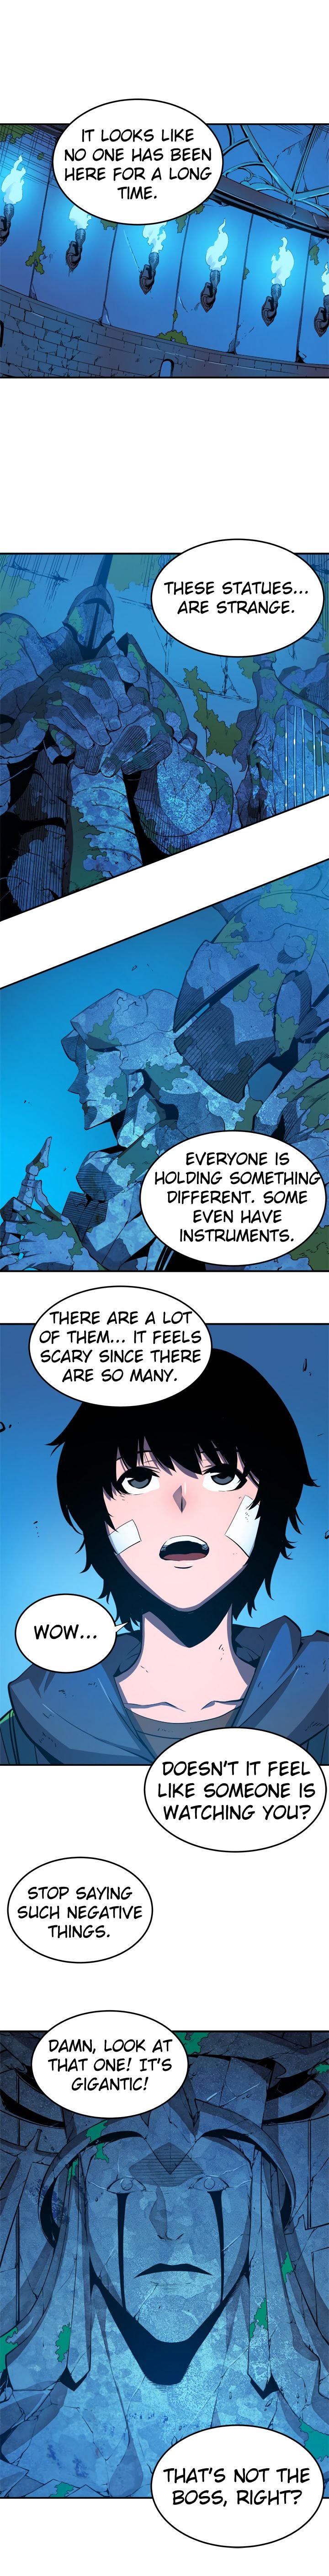 IT LOOKS LIKE
NO ONE HAS BEEN
HERE FOR A LONG
TIME.
THESE STATUES...
ARE STRANGE.
EVERYONE IS
HOLDING SOMETHING
DIFFERENT. SOME
EVEN HAVE
INSTRUMENTS.
THERE ARE A LOT
OF THEM... IT FEELS
SCARY SINCE THERE
ARE SO MANY.
WOW...
DOESN'T IT FEEL
LIKE SOMEONE IS
WATCHING YOU?
STOP SAYING
SUCH NEGATIVE
THINGS.
DAMN, LOOK AT
THAT ONE! IT'S
GIGANTIC!
THAT'S NOT THE
BOSS, RIGHT?